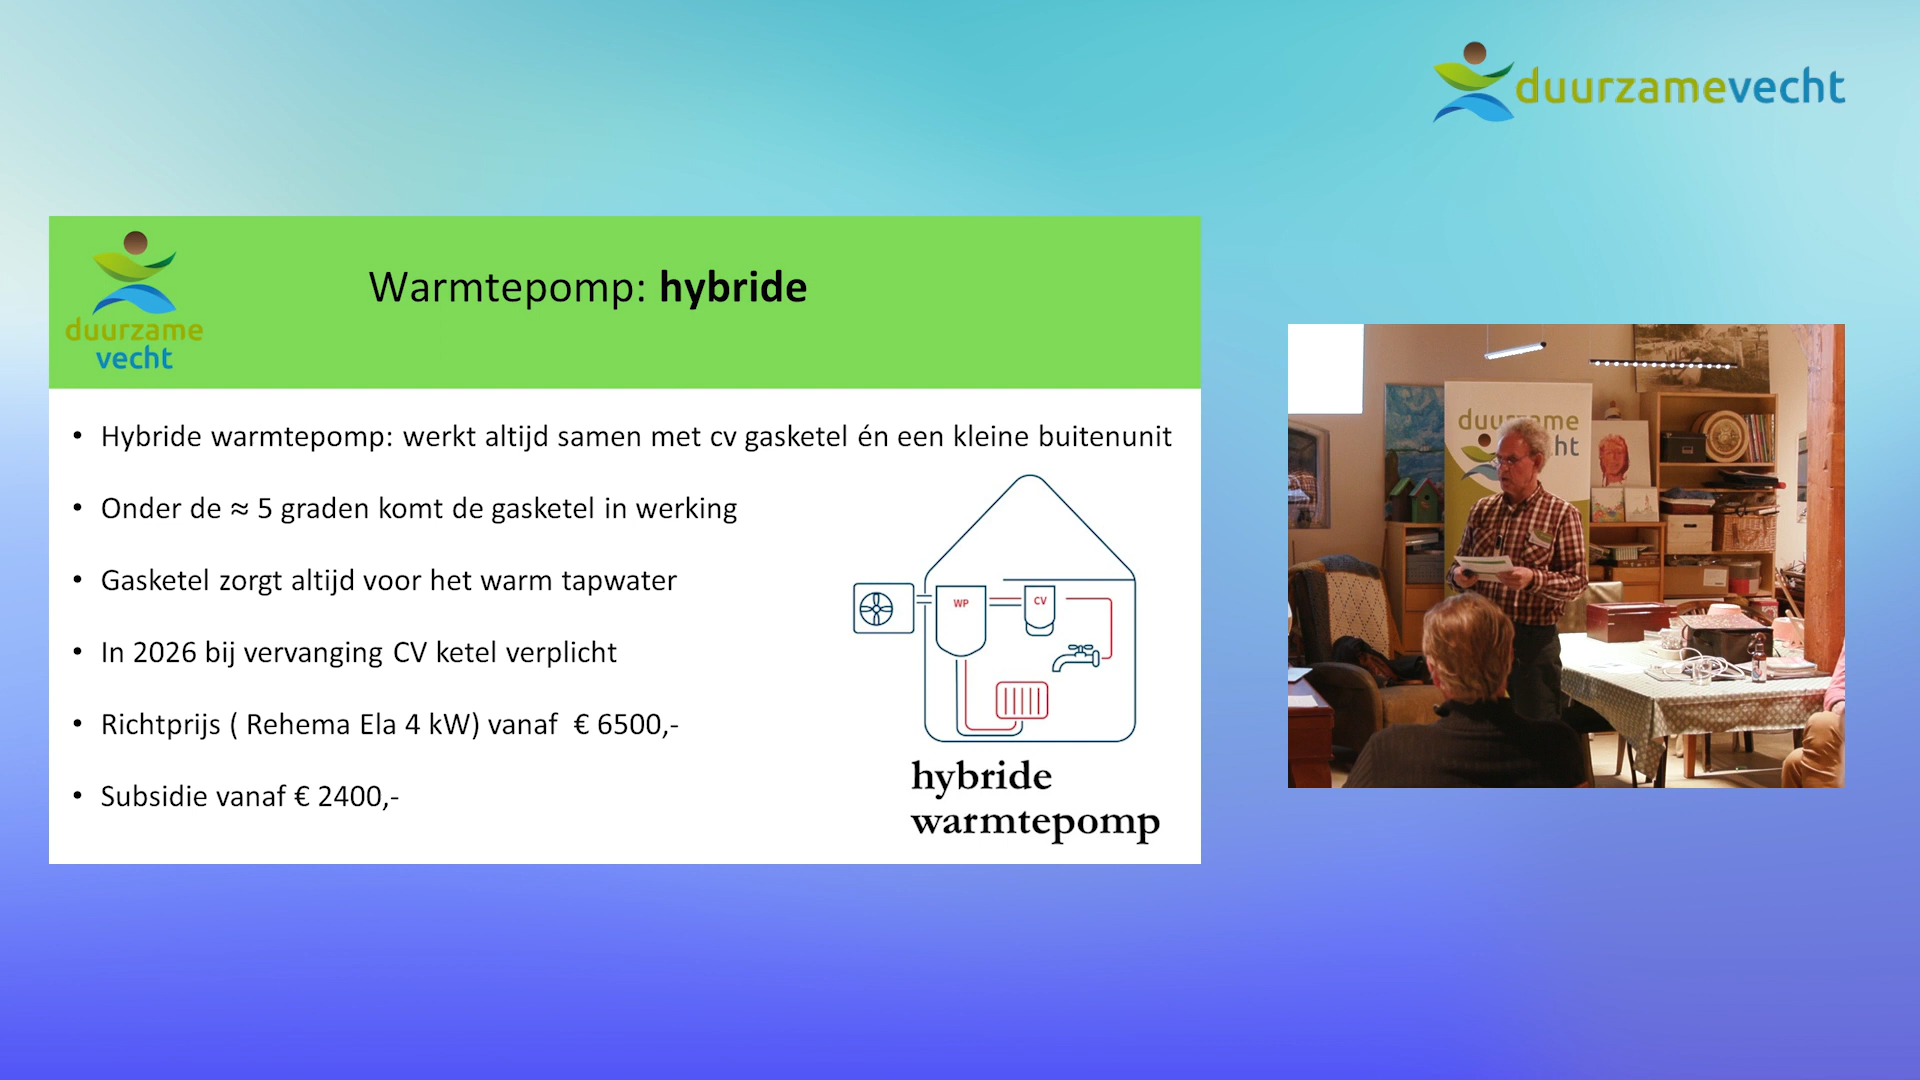 duurzamevecht
duurzame
vecht
Warmtepomp: hybride
• Hybride warmtepomp: werkt altijd samen met cv gasketel én een kleine buitenunit
• Onder de ≈ 5 graden komt de gasketel in werking
• Gasketel zorgt altijd voor het warm tapwater
• In 2026 bij vervanging CV ketel verplicht
• Richtprijs ( Rehema Ela 4 kW) vanaf € 6500,-
• Subsidie vanaf € 2400,-
WP
CV
hybride
warmtepomp